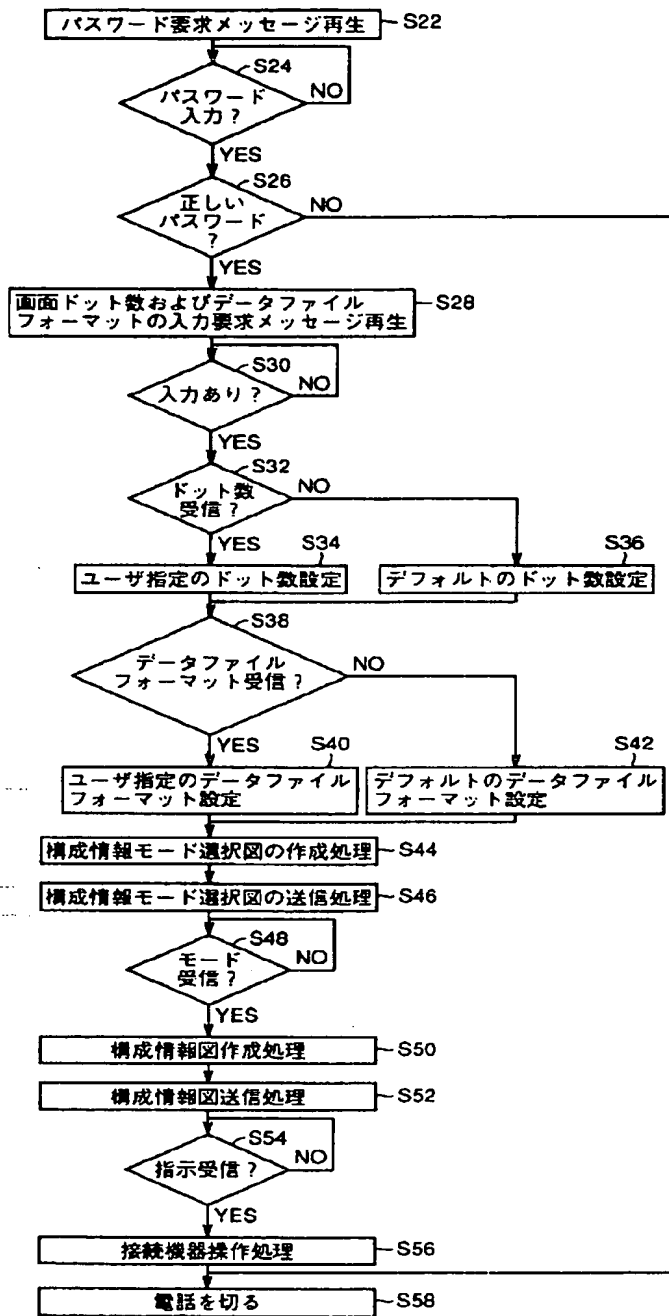 パスワード要求メッセージ再生
S22
S24
パスワード
入力？
NO
YES
S26
正しい
パスワード
？
NO
YES
画面ドット数およびデータファイル
フォーマットの入力要求メッセージ再生
S28
S30
入力あり？
NO
YES
S32
ドット数
受信？
NO
YES
S34
ユーザ指定のドット数設定
S36
デフォルトのドット数設定
S38
データファイル
フォーマット受信？
NO
YES
S40
ユーザ指定のデータファイル
フォーマット設定
S42
デフォルトのデータファイル
フォーマット設定
構成情報モード選択図の作成処理
S44
構成情報モード選択図の送信処理
S46
S48
モード
受信？
NO
YES
構成情報図作成処理
S50
構成情報図送信処理
S52
S54
指示受信？
NO
YES
接続機器操作処理
S56
電話を切る
S58